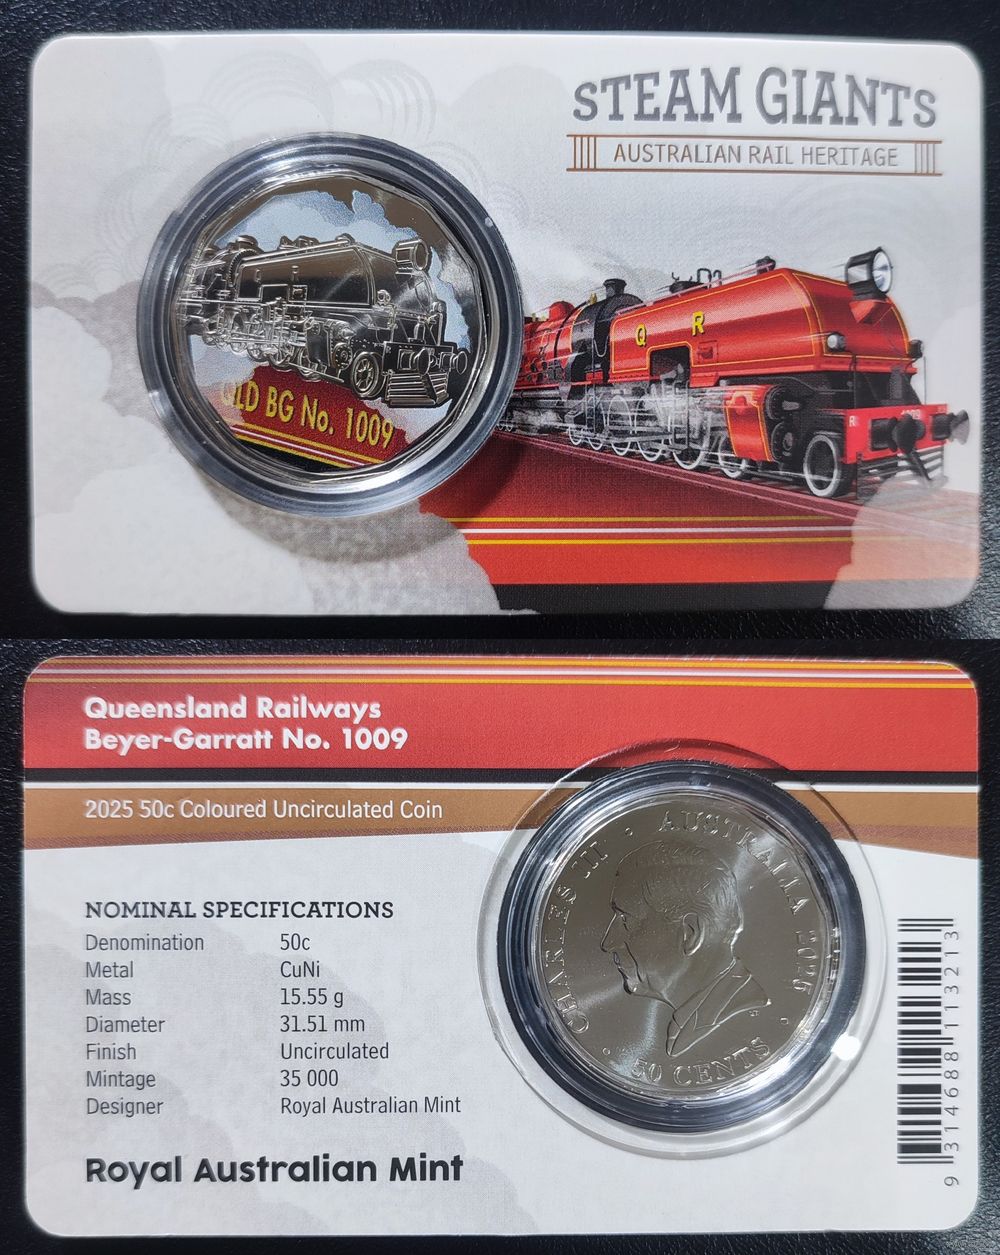 STEAM GIANTS
AUSTRALIAN RAIL HERITAGE
QLD BG No. 1009
Q R
R 1009
Queensland Railways
Beyer-Garratt No. 1009
2025 50c Coloured Uncirculated Coin
NOMINAL SPECIFICATIONS
Denomination 50c
Metal CuNi
Mass 15.55 g
Diameter 31.51 mm
Finish Uncirculated
Mintage 35 000
Designer Royal Australian Mint
Royal Australian Mint
CHARLES III • AUSTRALIA 2025
50 CENTS
9 314688 113213